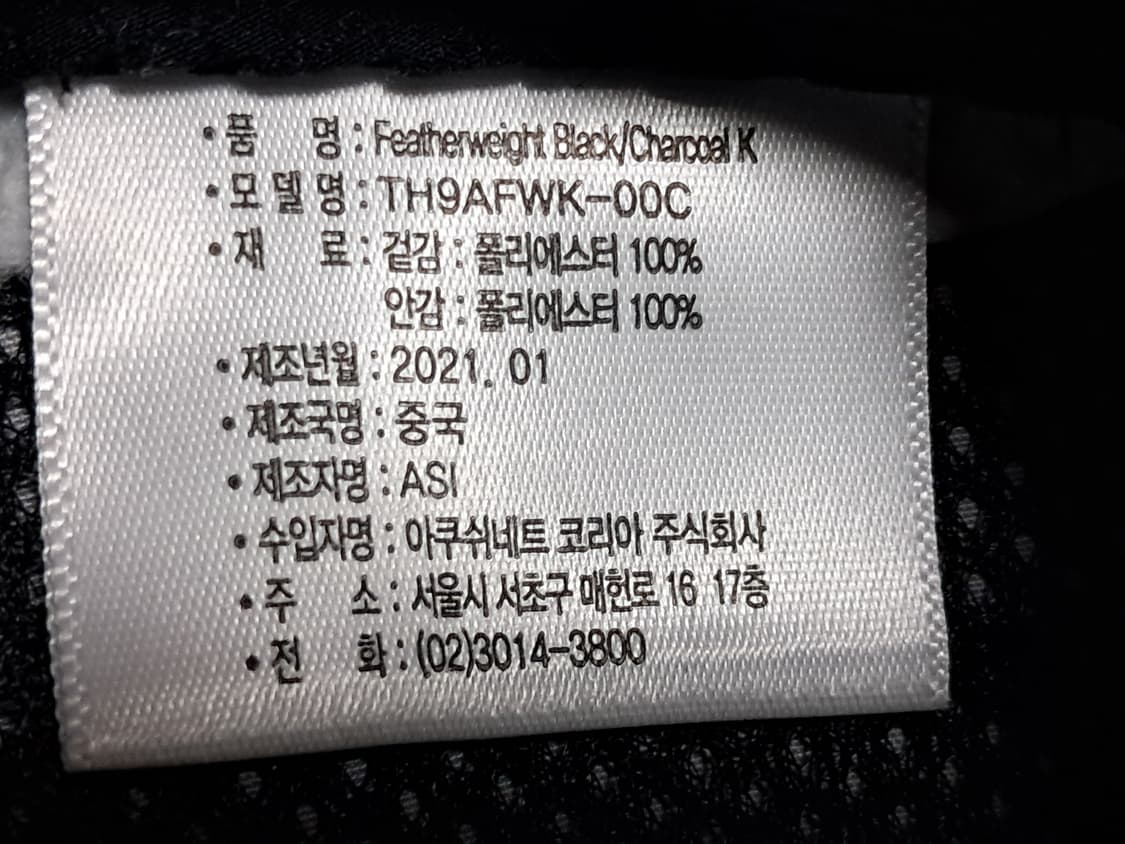 • 품 명 : Featherweight Black/Charcoal K
• 모 델 명 : TH9AFWK-00C
• 재 료 : 겉감 : 폴리에스터 100%
안감 : 폴리에스터 100%
• 제조년월 : 2021. 01
• 제조국명 : 중국
• 제조자명 : ASI
• 수입자명 : 아쿠쉬네트 코리아 주식회사
• 주 소 : 서울시 서초구 매헌로 16 17층
• 전 화 : (02)3014-3800